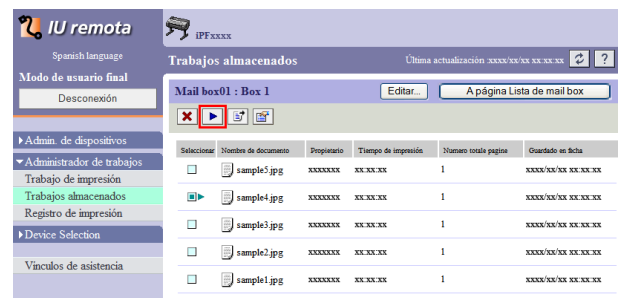 IU remota
iPFxxxx
Spanish language
Trabajos almacenados
Última actualización :xxxx/xx/xx xx:xx:xx
?
Modo de usuario final
Desconexión
Mail box01 : Box 1
Editar...
A página Lista de mail box
Admin. de dispositivos
Administrador de trabajos
Trabajo de impresión
Trabajos almacenados
Registro de impresión
Device Selection
Vínculos de asistencia
Seleccionar Nombre de documento Propietario Tiempo de impresión Numero totale pagine Guardado en ficha
sample5.jpg xxxxxxx xx:xx:xx 1 xxxx/xx/xx xx:xx:xx
sample4.jpg xxxxxxx xx:xx:xx 1 xxxx/xx/xx xx:xx:xx
sample3.jpg xxxxxxx xx:xx:xx 1 xxxx/xx/xx xx:xx:xx
sample2.jpg xxxxxxx xx:xx:xx 1 xxxx/xx/xx xx:xx:xx
sample1.jpg xxxxxxx xx:xx:xx 1 xxxx/xx/xx xx:xx:xx